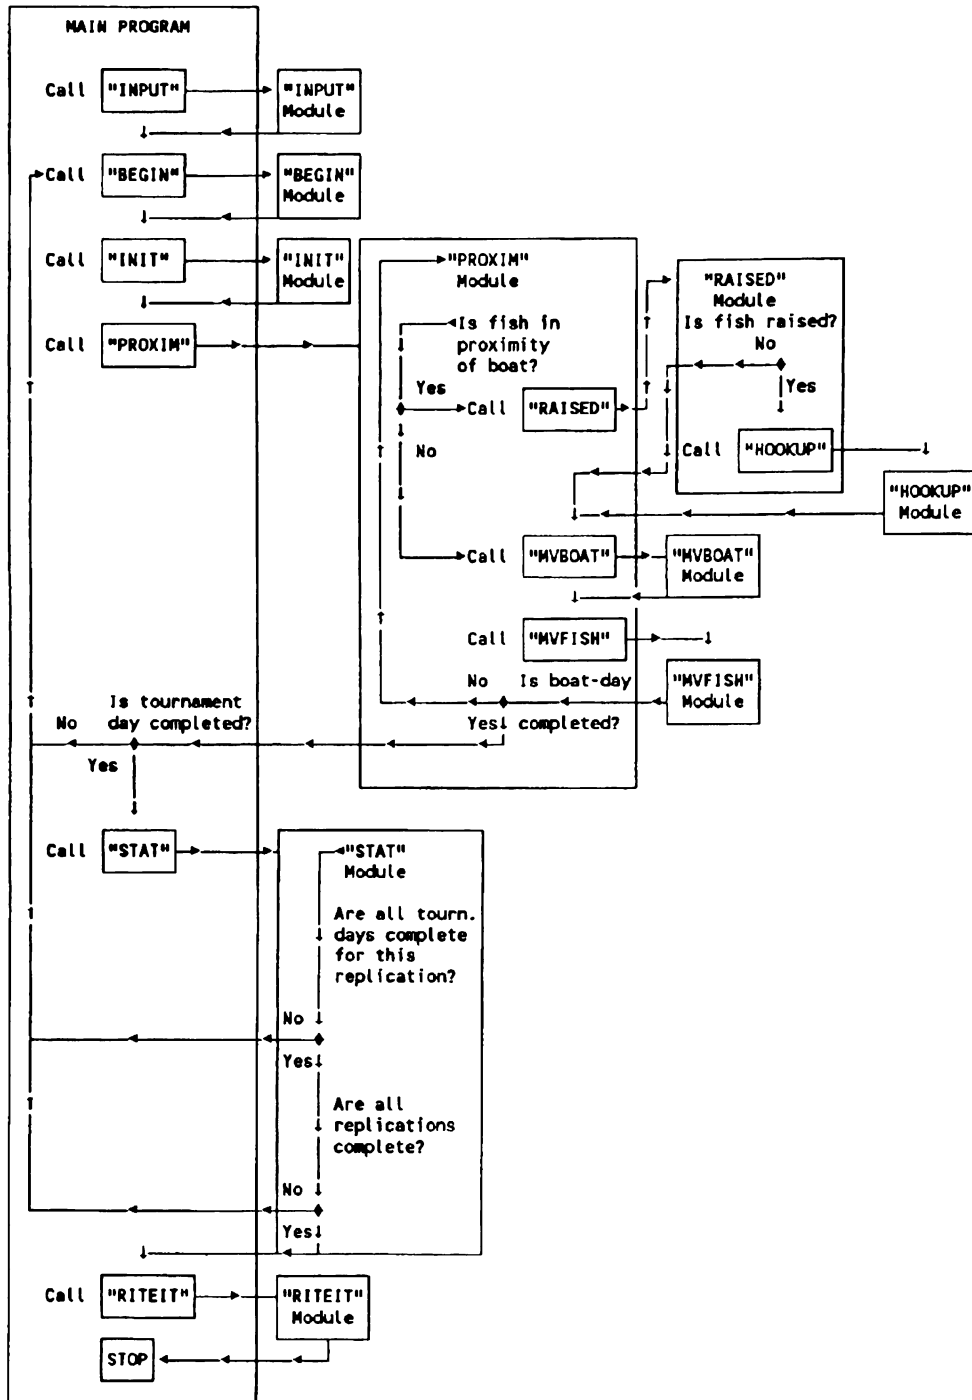 MAIN PROGRAM
Call "INPUT" "INPUT"
Module
Call "BEGIN" "BEGIN"
Module
Call "INIT" "INIT"
Module
Call "PROXIM"
"PROXIM"
Module
Is fish in
proximity
of boat?
Yes
Call "RAISED"
No
"RAISED"
Module
Is fish raised?
No
Yes
Call "HOOKUP"
"HOOKUP"
Module
Call "MVBOAT" "MVBOAT"
Module
Call "MVFISH"
"MVFISH"
Module
No Is boat-day
Yes completed?
Is tournament
No day completed?
Yes
Call "STAT" "STAT"
Module
Are all tourn.
days complete
for this
replication?
No
Yes
Are all
replications
complete?
No
Yes
Call "RITEIT" "RITEIT"
Module
STOP